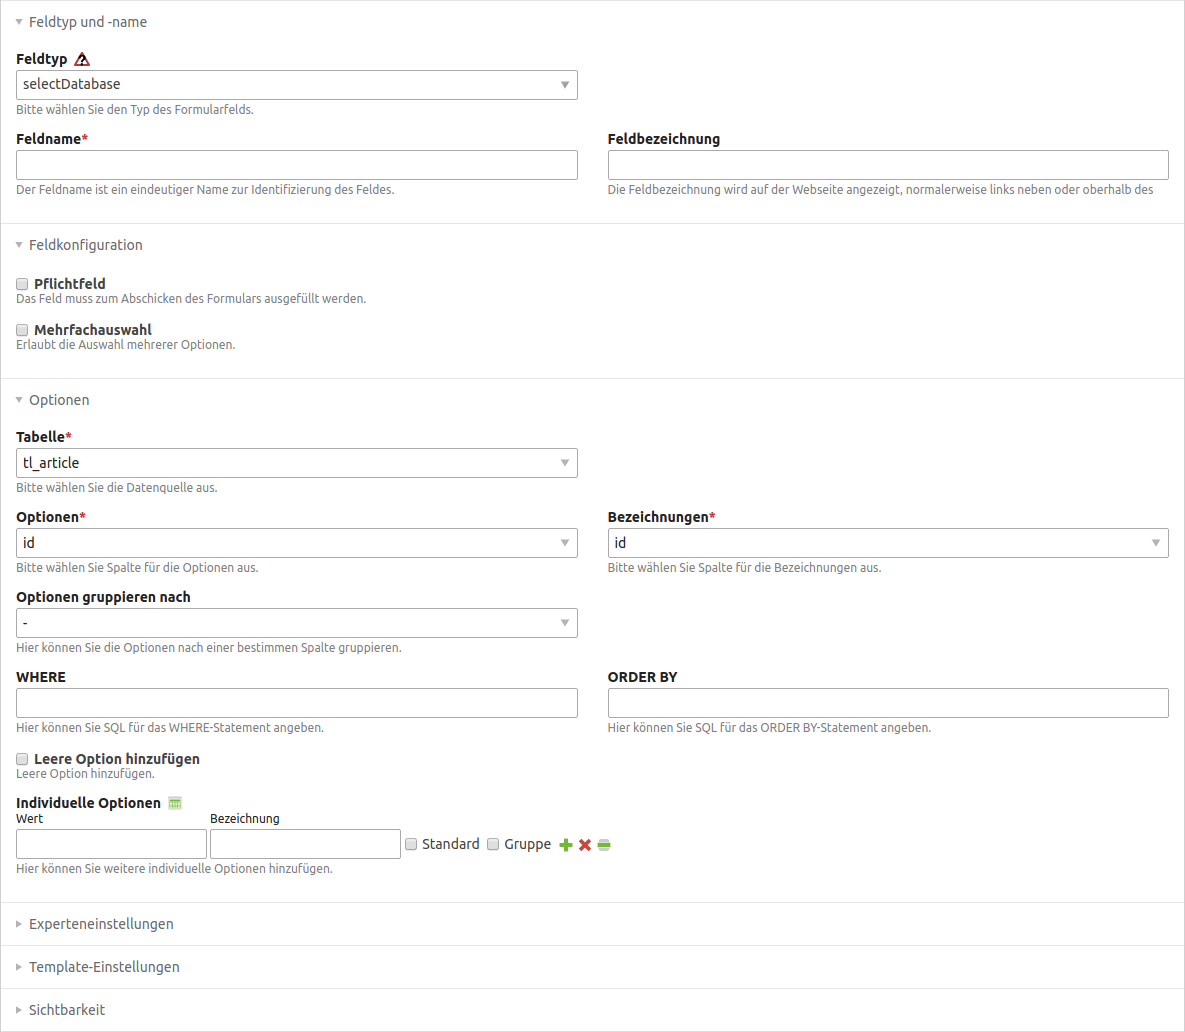 Feldtyp und -name
Feldtyp
selectDatabase
Bitte wählen Sie den Typ des Formularfelds.
Feldname* Feldbezeichnung
Der Feldname ist ein eindeutiger Name zur Identifizierung des Feldes. Die Feldbezeichnung wird auf der Webseite angezeigt, normalerweise links neben oder oberhalb des
Feldkonfiguration
Pflichtfeld
Das Feld muss zum Abschicken des Formulars ausgefüllt werden.
Mehrfachauswahl
Erlaubt die Auswahl mehrerer Optionen.
Optionen
Tabelle*
tl_article
Bitte wählen Sie die Datenquelle aus.
Optionen* Bezeichnungen*
id id
Bitte wählen Sie Spalte für die Optionen aus. Bitte wählen Sie Spalte für die Bezeichnungen aus.
Optionen gruppieren nach
-
Hier können Sie die Optionen nach einer bestimmen Spalte gruppieren.
WHERE ORDER BY
Hier können Sie SQL für das WHERE-Statement angeben. Hier können Sie SQL für das ORDER BY-Statement angeben.
Leere Option hinzufügen
Leere Option hinzufügen.
Individuelle Optionen
Wert Bezeichnung
Standard Gruppe
Hier können Sie weitere individuelle Optionen hinzufügen.
Experteneinstellungen
Template-Einstellungen
Sichtbarkeit